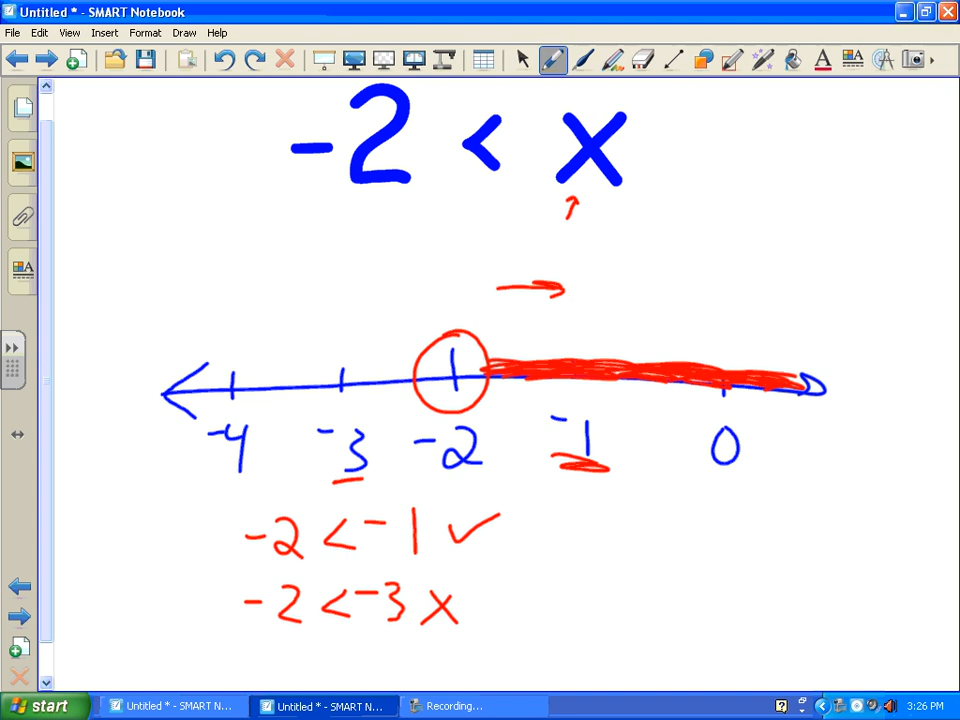 Untitled * - SMART Notebook
File Edit View Insert Format Draw Help
-2 < x
-4 -3 -2 -1 0
-2 < -1 ✓
-2 < -3 x
start Untitled * - SMART N... Untitled * - SMART N... Recording... 3:26 PM